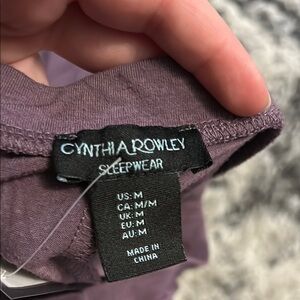 CYNTHIA ROWLEY
SLEEPWEAR
US: M
CA: M/M
UK: M
EU: M
AU: M
MADE IN
CHINA